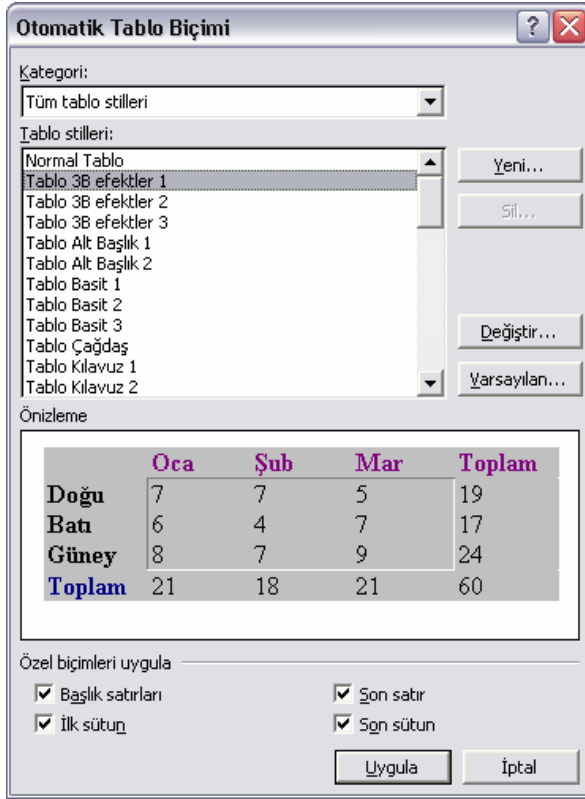 Otomatik Tablo Biçimi
Kategori:
Tüm tablo stilleri
Tablo stilleri:
Normal Tablo
Tablo 3B efektler 1
Tablo 3B efektler 2
Tablo 3B efektler 3
Tablo Alt Başlık 1
Tablo Alt Başlık 2
Tablo Basit 1
Tablo Basit 2
Tablo Basit 3
Tablo Çağdaş
Tablo Kılavuz 1
Tablo Kılavuz 2
Yeni...
Sil...
Değiştir...
Varsayılan...
Önizleme
Oca Şub Mar Toplam
Doğu 7 7 5 19
Batı 6 4 7 17
Güney 8 7 9 24
Toplam 21 18 21 60
Özel biçimleri uygula
Başlık satırları Son satır
İlk sütun Son sütun
Uygula İptal